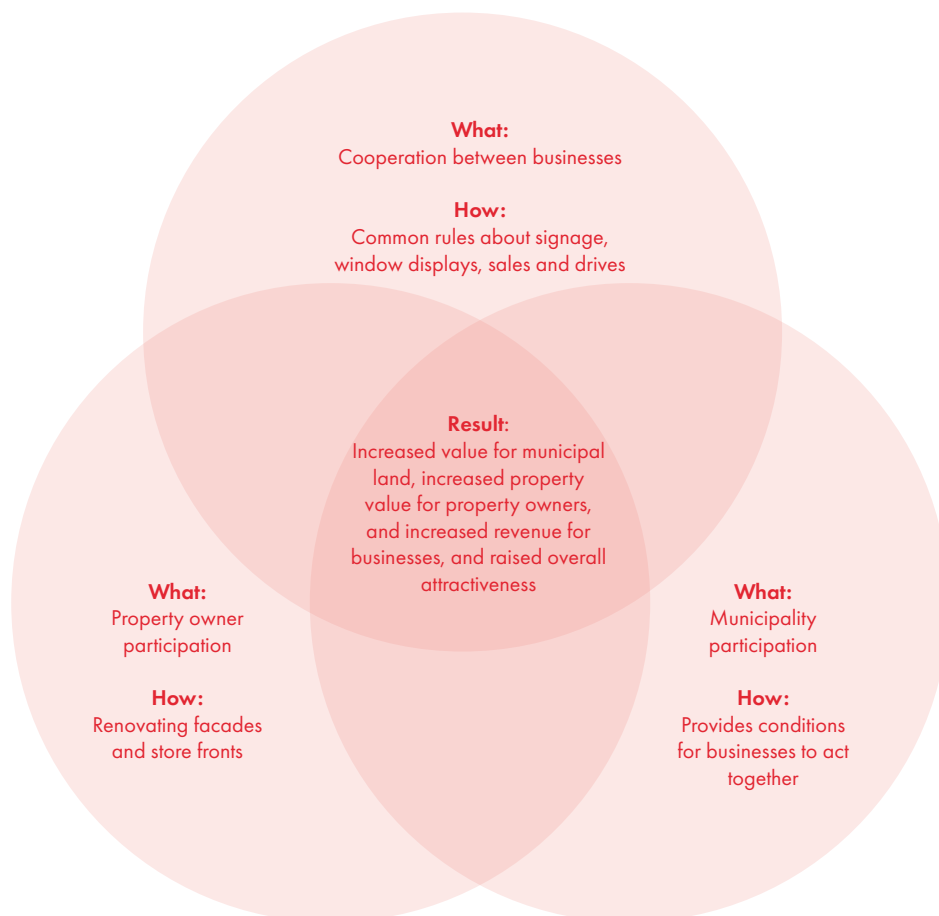 What:
Cooperation between businesses
How:
Common rules about signage,
window displays, sales and drives
Result:
Increased value for municipal
land, increased property
value for property owners,
and increased revenue for
businesses, and raised overall
attractiveness
What:
Property owner
participation
How:
Renovating facades
and store fronts
What:
Municipality
participation
How:
Provides conditions
for businesses to act
together